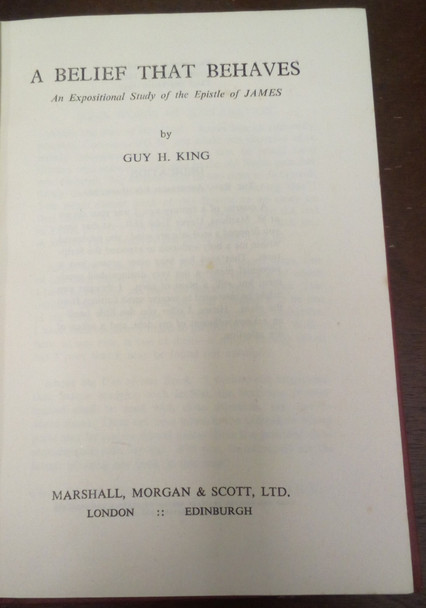 A BELIEF THAT BEHAVES
An Expositional Study of the Epistle of JAMES
by
GUY H. KING
MARSHALL, MORGAN & SCOTT, LTD.
LONDON :: EDINBURGH